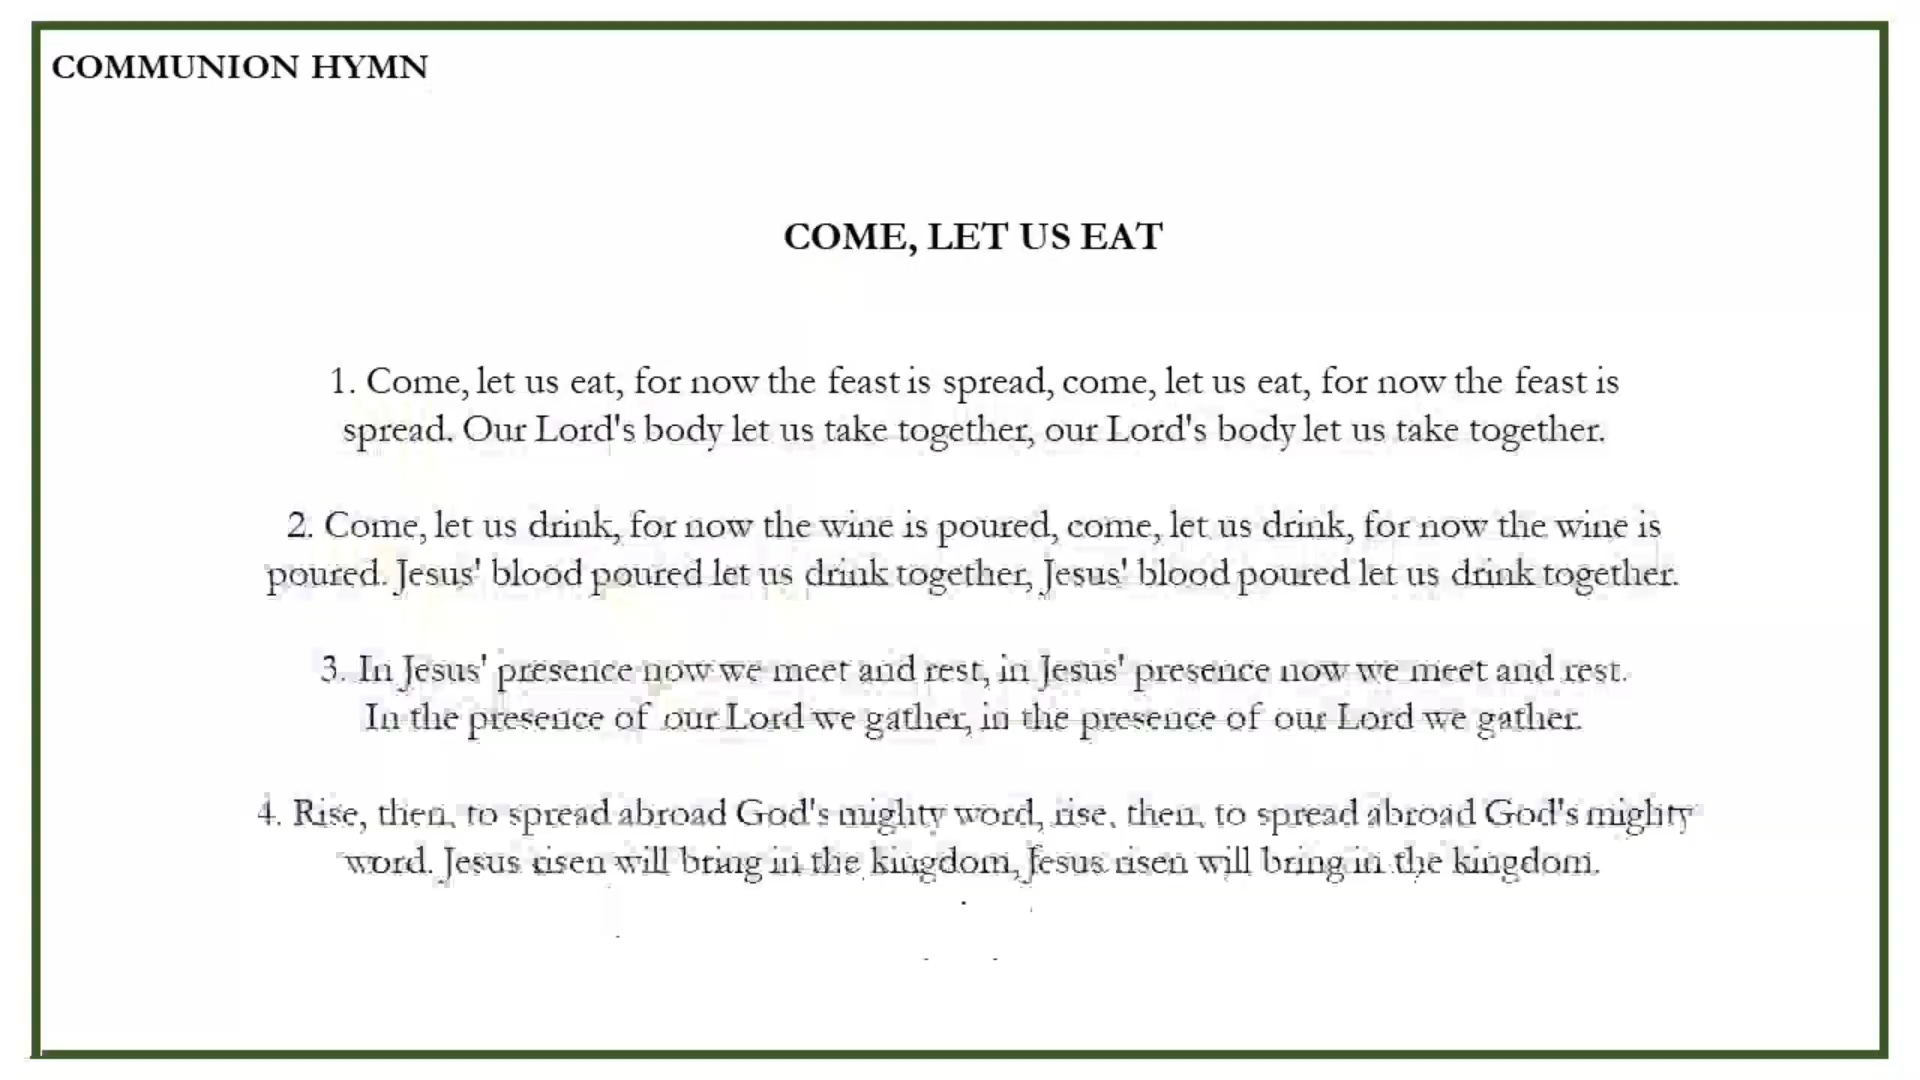 COMMUNION HYMN
COME, LET US EAT
1. Come, let us eat, for now the feast is spread, come, let us eat, for now the feast is
spread. Our Lord's body let us take together, our Lord's body let us take together.
2. Come, let us drink, for now the wine is poured, come, let us drink, for now the wine is
poured. Jesus' blood poured let us drink together, Jesus' blood poured let us drink together.
3. In Jesus' presence now we meet and rest, in Jesus' presence now we meet and rest.
In the presence of our Lord we gather, in the presence of our Lord we gather.
4. Rise, then, to spread abroad God's mighty word, rise, then, to spread abroad God's mighty
word. Jesus risen will bring in the kingdom, Jesus risen will bring in the kingdom.